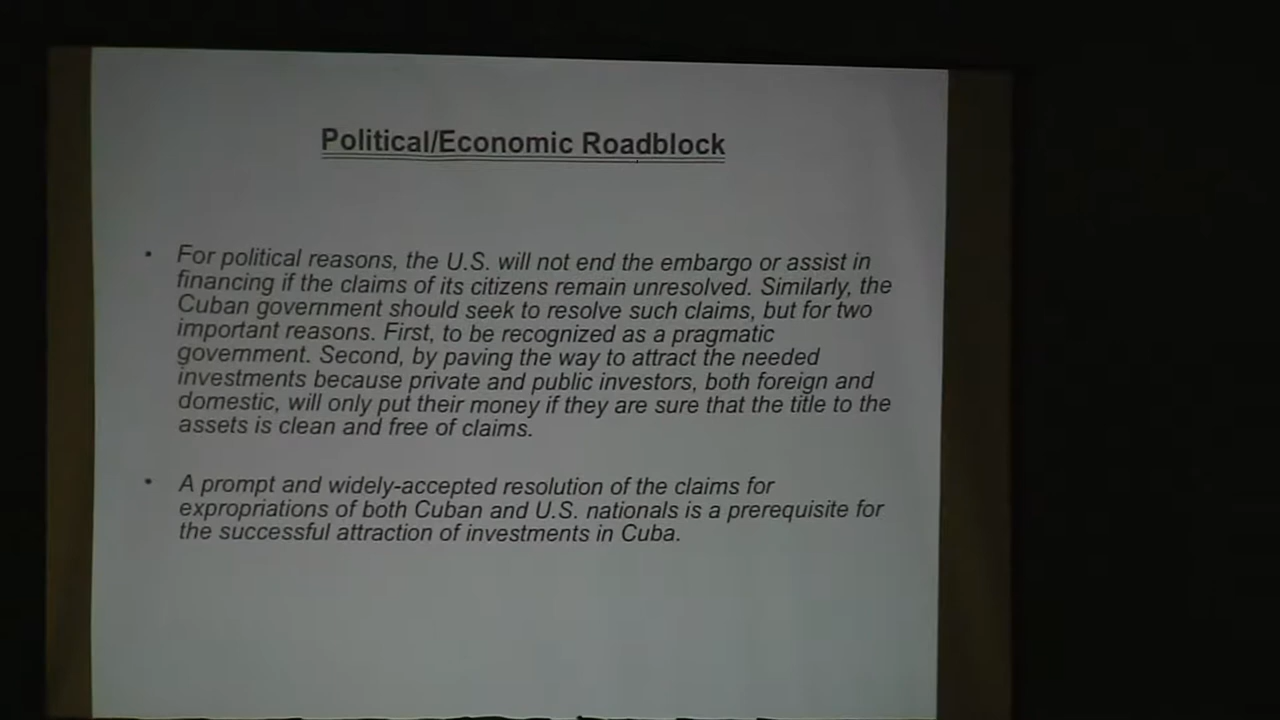 Political/Economic Roadblock
• For political reasons, the U.S. will not end the embargo or assist in
financing if the claims of its citizens remain unresolved. Similarly, the
Cuban government should seek to resolve such claims, but for two
important reasons. First, to be recognized as a pragmatic
government. Second, by paving the way to attract the needed
investments because private and public investors, both foreign and
domestic, will only put their money if they are sure that the title to the
assets is clean and free of claims.
• A prompt and widely-accepted resolution of the claims for
expropriations of both Cuban and U.S. nationals is a prerequisite for
the successful attraction of investments in Cuba.